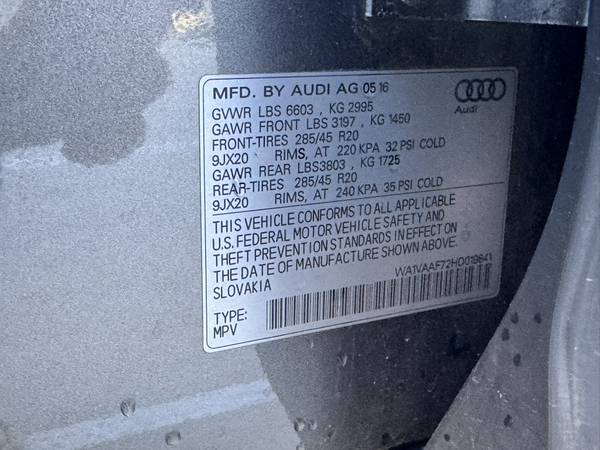 MFD. BY AUDI AG 05 16
Audi
GVWR LBS 6603 , KG 2995
GAWR FRONT LBS 3197 , KG 1450
FRONT-TIRES 285/45 R20
9JX20 RIMS, AT 220 KPA 32 PSI COLD
GAWR REAR LBS3803 , KG 1725
REAR-TIRES 285/45 R20
9JX20 RIMS, AT 240 KPA 35 PSI COLD
THIS VEHICLE CONFORMS TO ALL APPLICABLE
U.S. FEDERAL MOTOR VEHICLE SAFETY AND
THEFT PREVENTION STANDARDS IN EFFECT ON
THE DATE OF MANUFACTURE SHOWN ABOVE.
SLOVAKIA
WA1VAAF72HD018641
TYPE:
MPV